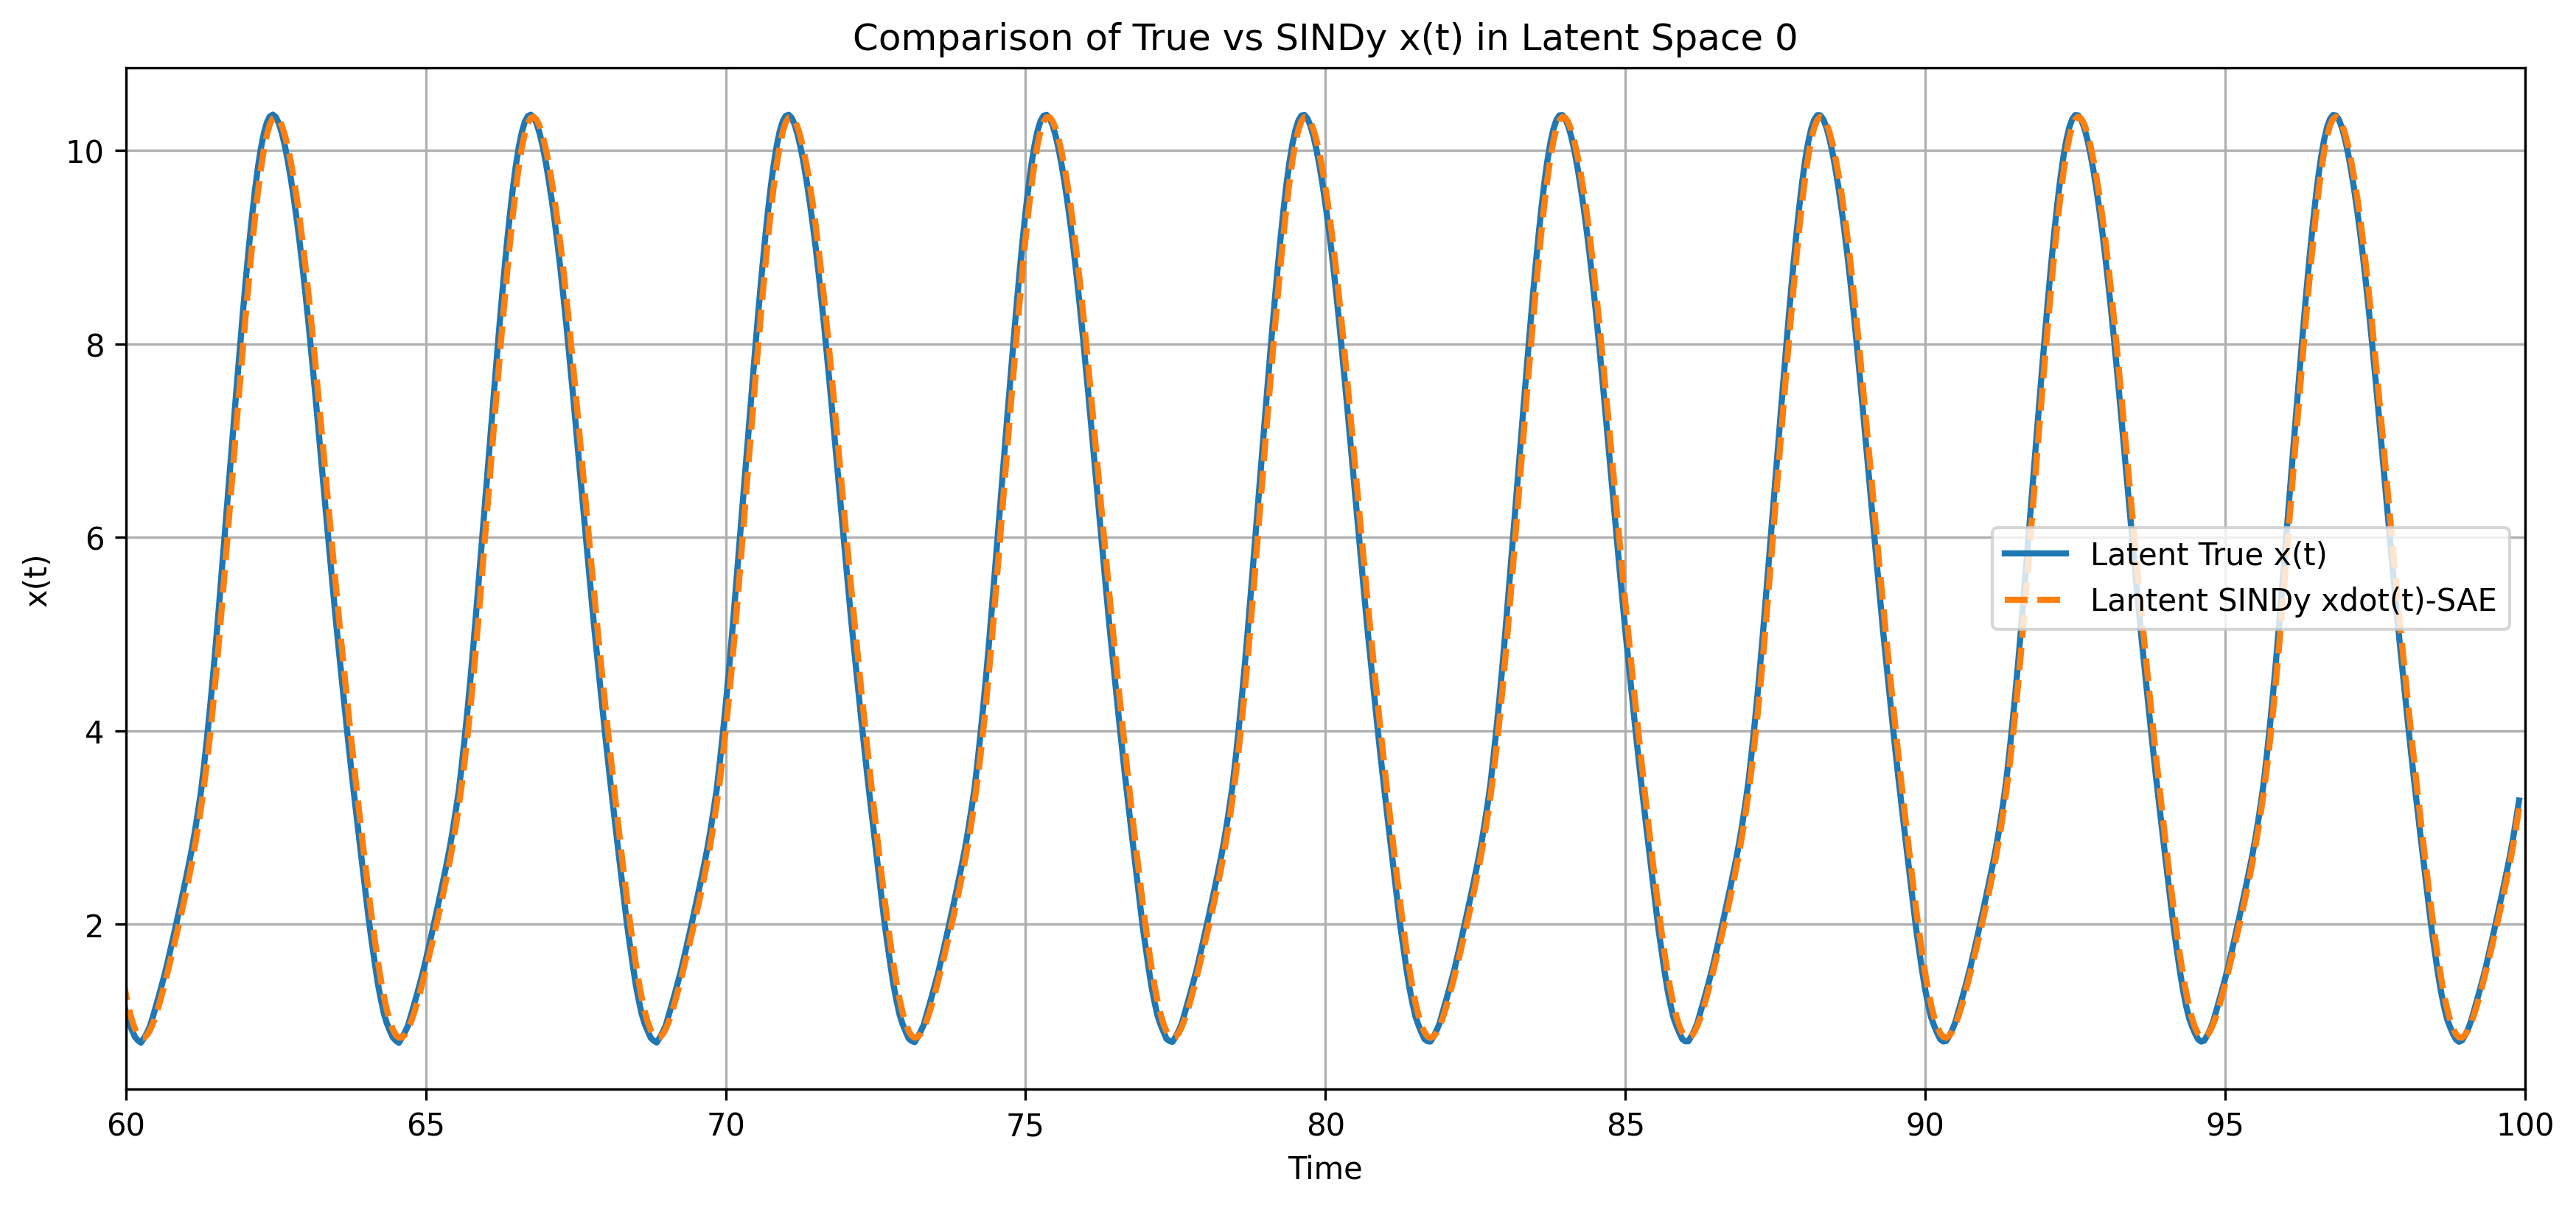 Comparison of True vs SINDy x(t) in Latent Space 0
x(t)
10
8
6
4
2
Latent True x(t)
Lantent SINDy xdot(t)-SAE
60 65 70 75 80 85 90 95 100
Time